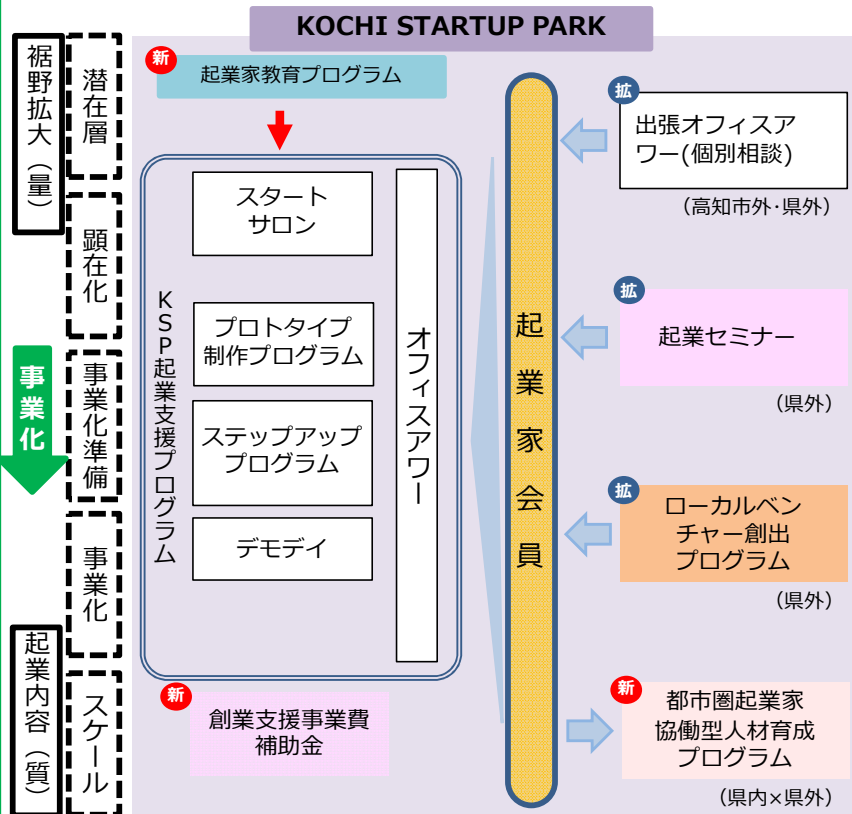 KOCHI STARTUP PARK
裾野拡大（量）
事業化
起業内容（質）
潜在層
顕在化
事業化準備
事業化
スケール
新
起業家教育プログラム
KSP起業支援プログラム
スタート
サロン
プロトタイプ
制作プログラム
ステップアップ
プログラム
デモデイ
オフィスアワー
新
創業支援事業費
補助金
起業家会員
拡
出張オフィスア
ワー(個別相談)
（高知市外・県外）
拡
起業セミナー
（県外）
拡
ローカルベン
チャー創出
プログラム
（県外）
新
都市圏起業家
協働型人材育成
プログラム
（県内×県外）